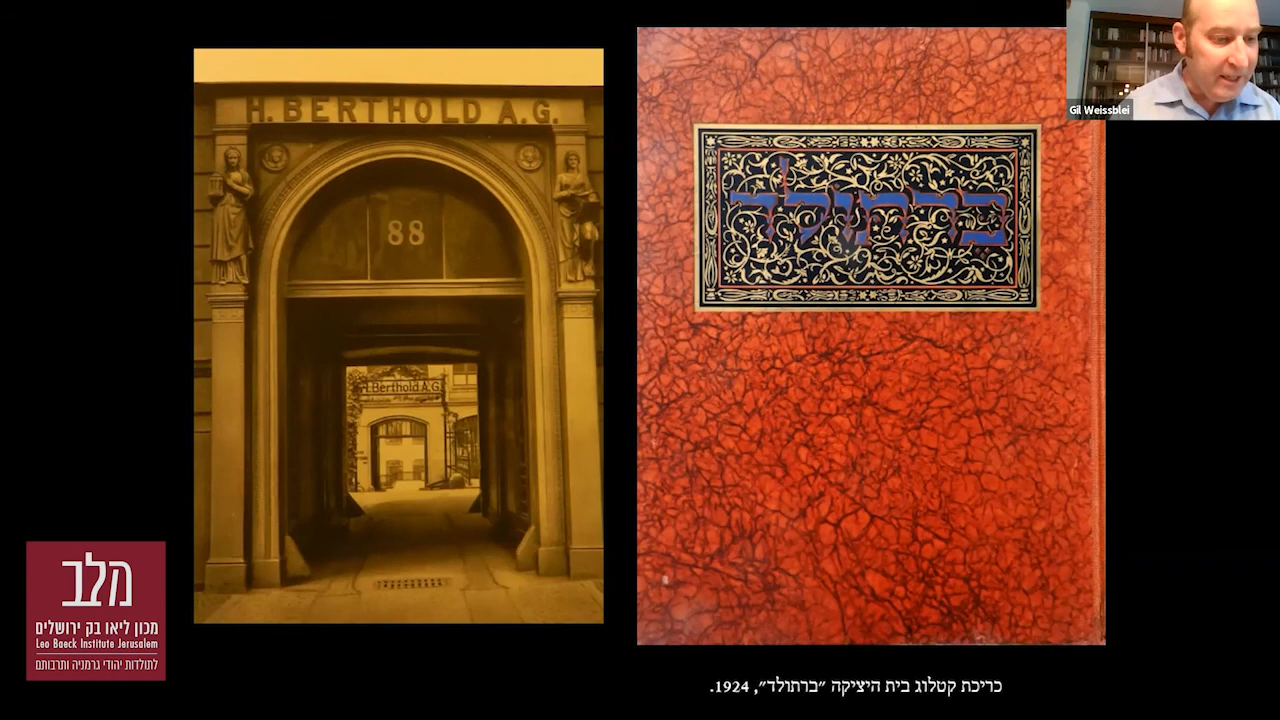 H. BERTHOLD A.G.
88
H. Berthold A.G.
ברתולד
Gil Weissblei
מלב
מכון ליאו בק ירושלים
Leo Baeck Institute Jerusalem
לתולדות יהודי גרמניה ותרבותם
כריכת קטלוג בית היציקה "ברתולד", 1924.